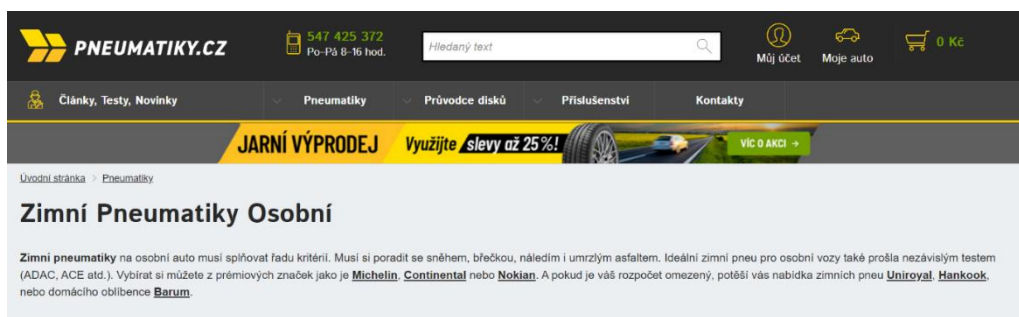 PNEUMATIKY.CZ
547 425 372
Po-Pá 8-16 hod.
Hledaný text
Můj účet
Moje auto
0 Kč
Články, Testy, Novinky
Pneumatiky
Průvodce disků
Příslušenství
Kontakty
JARNÍ VÝPRODEJ Využijte slevy až 25%!
VÍC O AKCI →
Úvodní stránka > Pneumatiky
Zimní Pneumatiky Osobní
Zimní pneumatiky na osobní auto musí splňovat řadu kritérií. Musí si poradit se sněhem, břečkou, náledím i umrzlým asfaltem. Ideální zimní pneu pro osobní vozy také prošla nezávislým testem
(ADAC, ACE atd.). Vybírat si můžete z prémiových značek jako je Michelin, Continental nebo Nokian. A pokud je váš rozpočet omezený, potěší vás nabídka zimních pneu Uniroyal, Hankook,
nebo domácího oblíbence Barum.